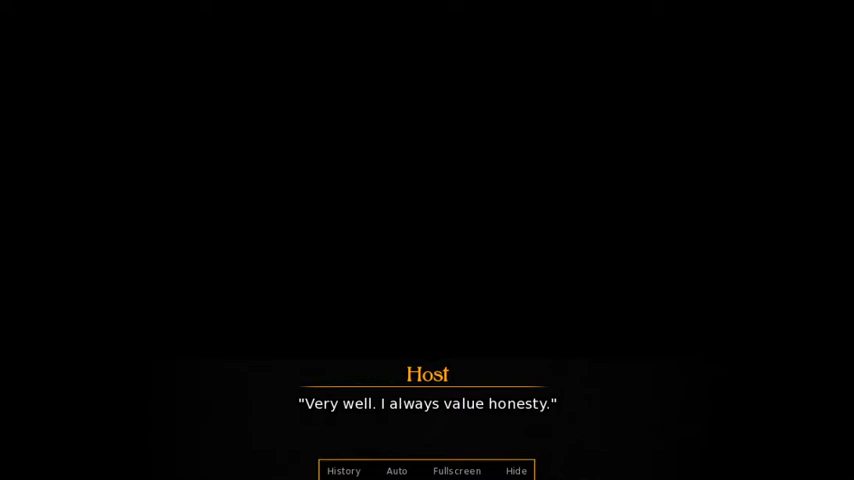 Host
"Very well. I always value honesty."
History Auto Fullscreen Hide